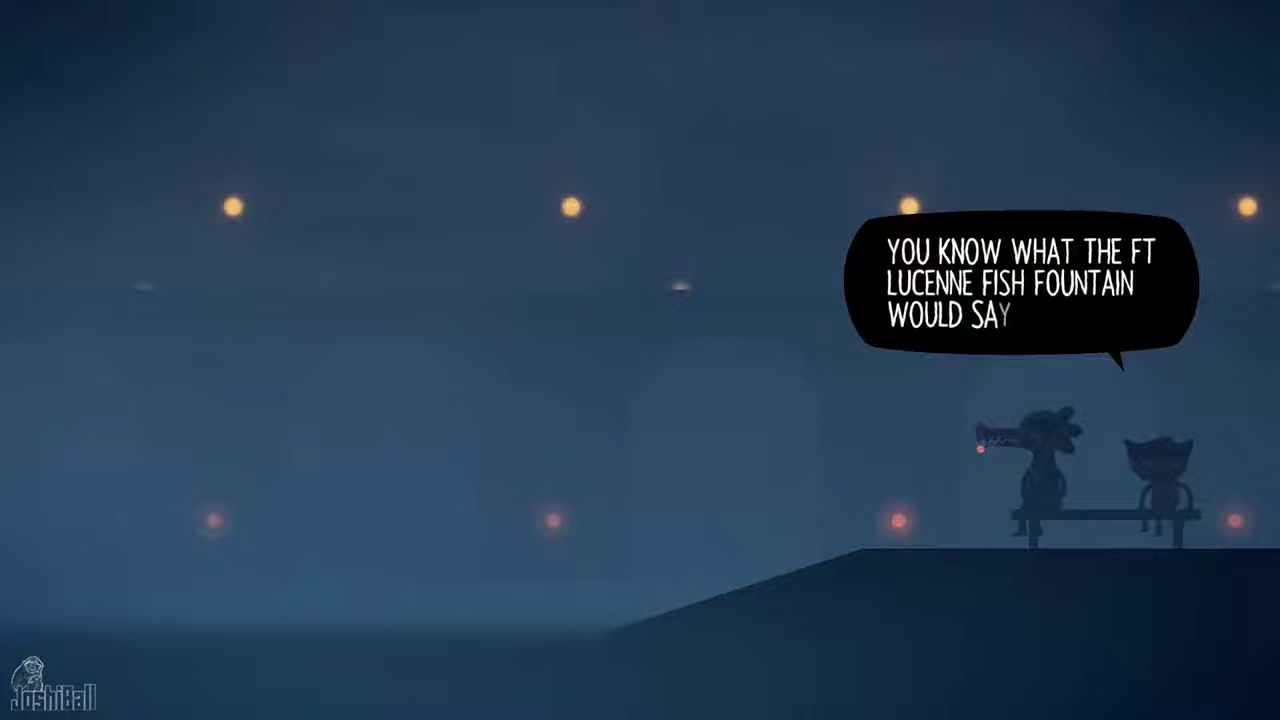 YOU KNOW WHAT THE FT
LUCENNE FISH FOUNTAIN
WOULD SAY
JoshiBall